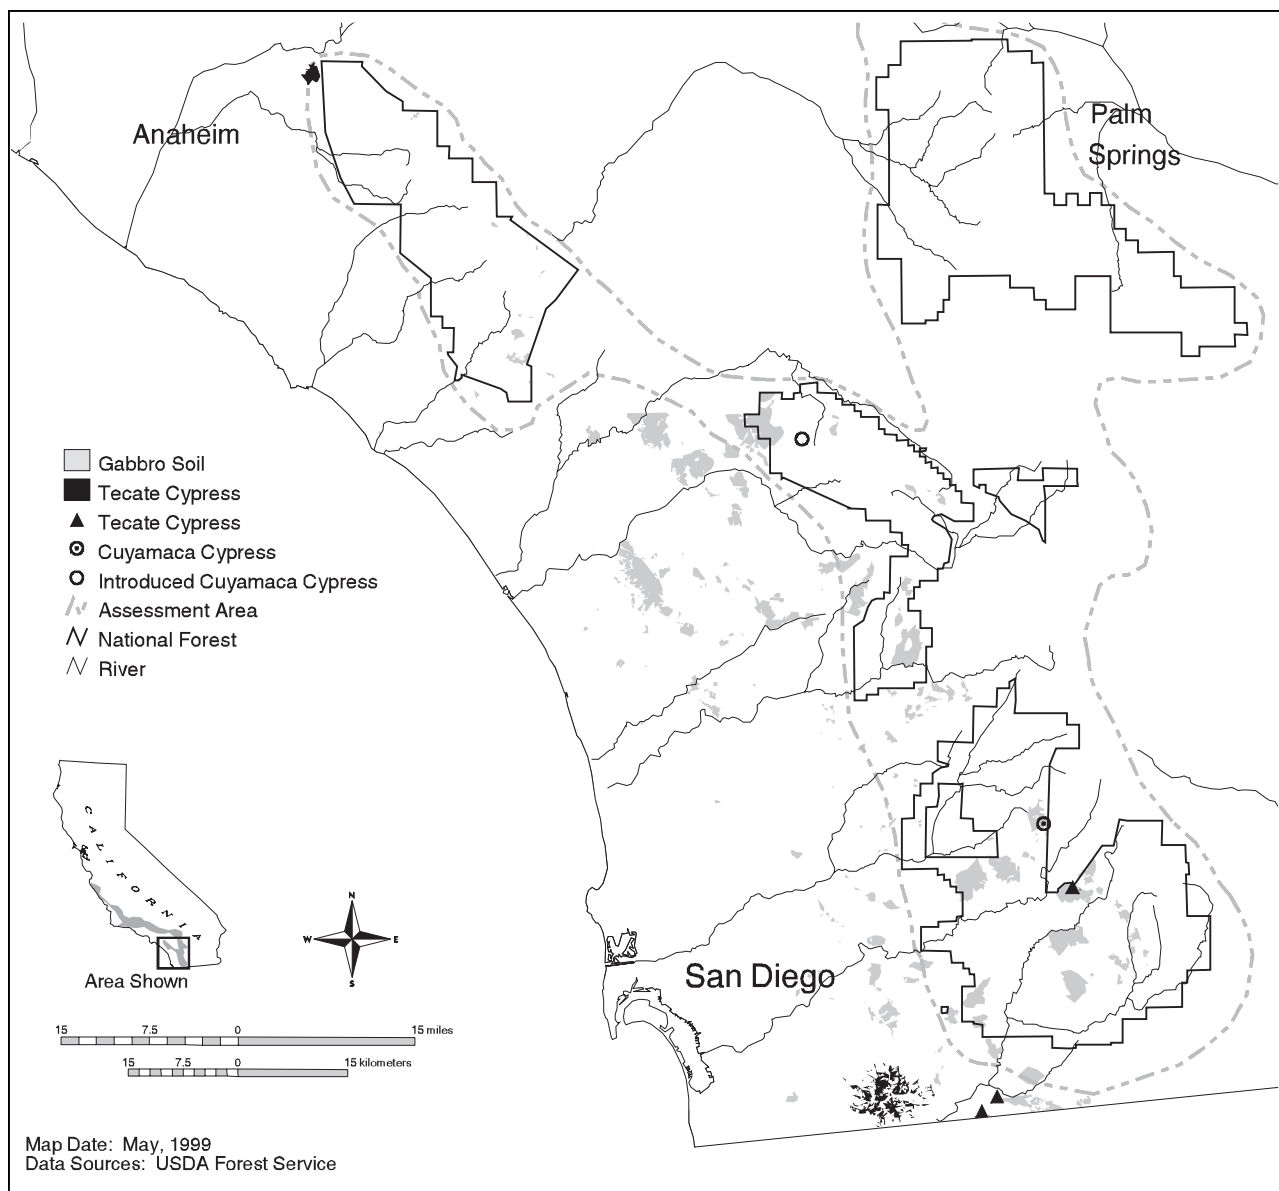 Anaheim
Palm
Springs
Gabbro Soil
Tecate Cypress
Tecate Cypress
Cuyamaca Cypress
Introduced Cuyamaca Cypress
Assessment Area
National Forest
River
CALIFORNIA
Area Shown
N
W E
S
San Diego
15 7.5 0 15 miles
15 7.5 0 15 kilometers
Map Date: May, 1999
Data Sources: USDA Forest Service